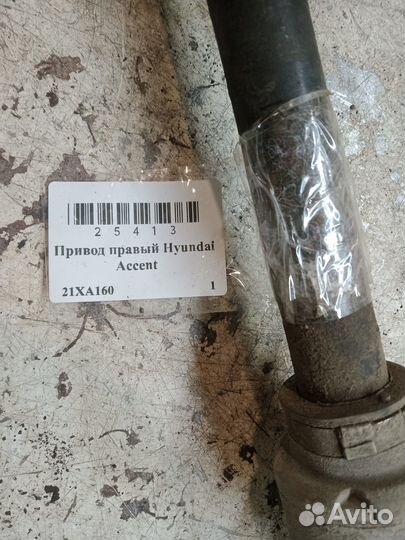 25413
Привод правый Hyundai
Accent
21XA160 1
Avito